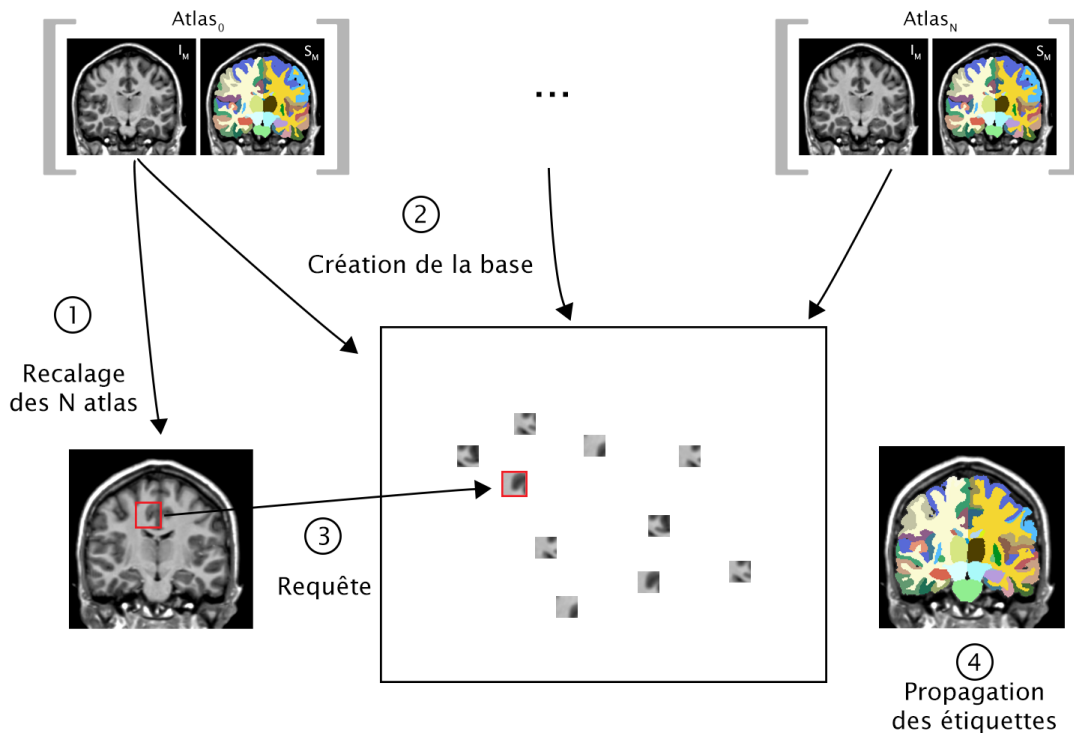 Atlas0
AtlasN
IM
SM
...
IM
SM
2
Création de la base
1
Recalage
des N atlas
3
Requête
4
Propagation
des étiquettes